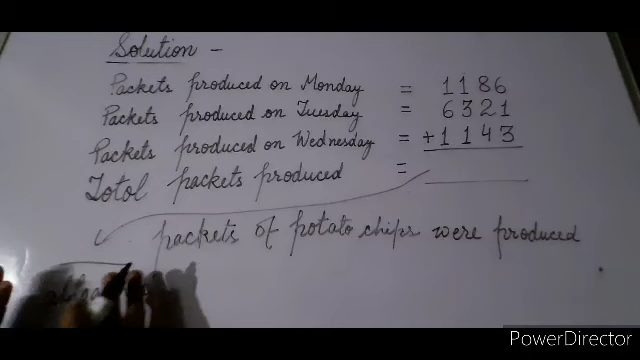 Solution -
Packets produced on Monday = 1186
Packets produced on Tuesday = 6321
Packets produced on Wednesday = +1143
Totol packets produced =
packets of potato chips were produced
PowerDirector